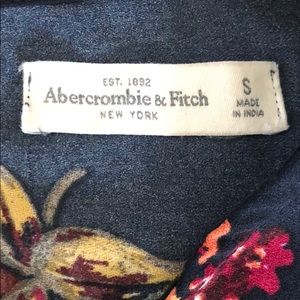 EST. 1892
Abercrombie & Fitch
NEW YORK
S
MADE
IN INDIA